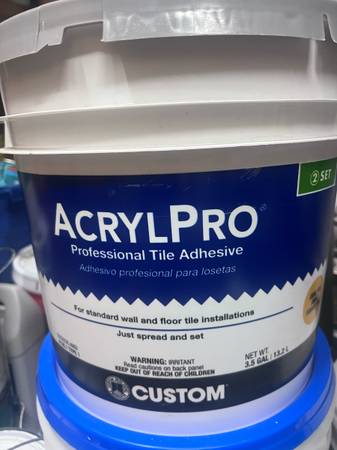 ② SET
ACRYLPRO®
Professional Tile Adhesive
Adhesivo profesional para losetas
For standard wall and floor tile installations
Just spread and set
WARNING: IRRITANT
Read cautions on back panel
KEEP OUT OF REACH OF CHILDREN
NET WT.
3.5 GAL / 13.2 L
CUSTOM